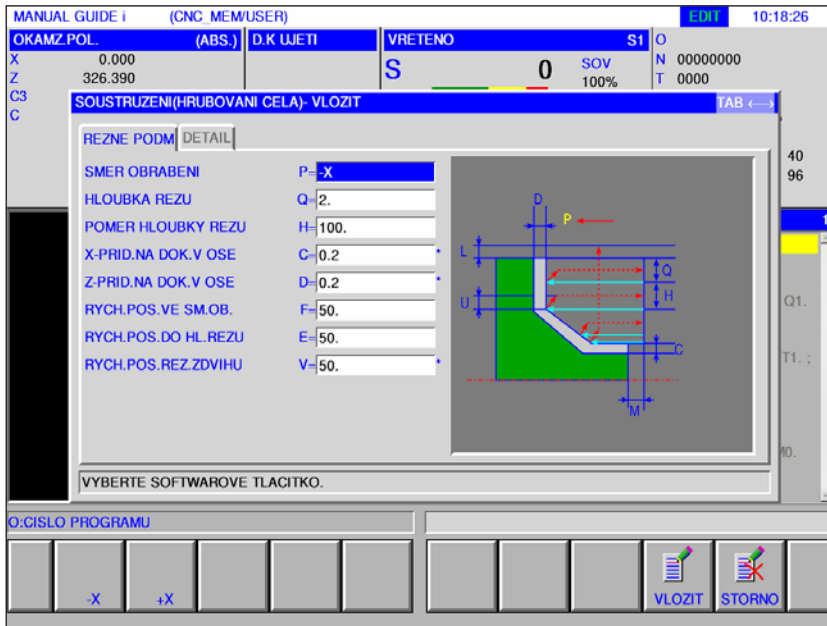 MANUAL GUIDE i (CNC_MEM/USER) EDIT 10:18:26
OKAMZ.POL. (ABS.) D.K UJETI VRETENO S1 O
X 0.000 S 0 SOV N 00000000
Z 326.390 100% T 0000
C3
C
SOUSTRUZENI(HRUBOVANI CELA)- VLOZIT TAB ←→
REZNE PODM DETAIL
SMER OBRABENI P=-X
HLOUBKA REZU Q=2.
POMER HLOUBKY REZU H=100.
X-PRID.NA DOK.V OSE C=0.2 *
Z-PRID.NA DOK.V OSE D=0.2 *
RYCH.POS.VE SM.OB. F=50.
RYCH.POS.DO HL.REZU E=50.
RYCH.POS.REZ.ZDVIHU V=50. *
D
P
L
Q
U
H
C
M
40
96
1
Q1.
T1. ;
M0.
VYBERTE SOFTWAROVE TLACITKO.
O:CISLO PROGRAMU
-X +X VLOZIT STORNO